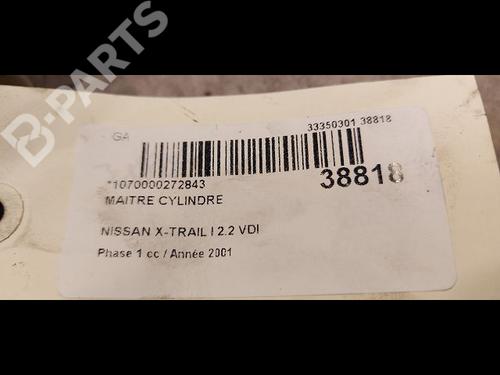 B-PARTS
GA
33350301 38818
*1070000272843
38818
MAITRE CYLINDRE
NISSAN X-TRAIL I 2.2 VDI
Phase 1 cc / Année 2001